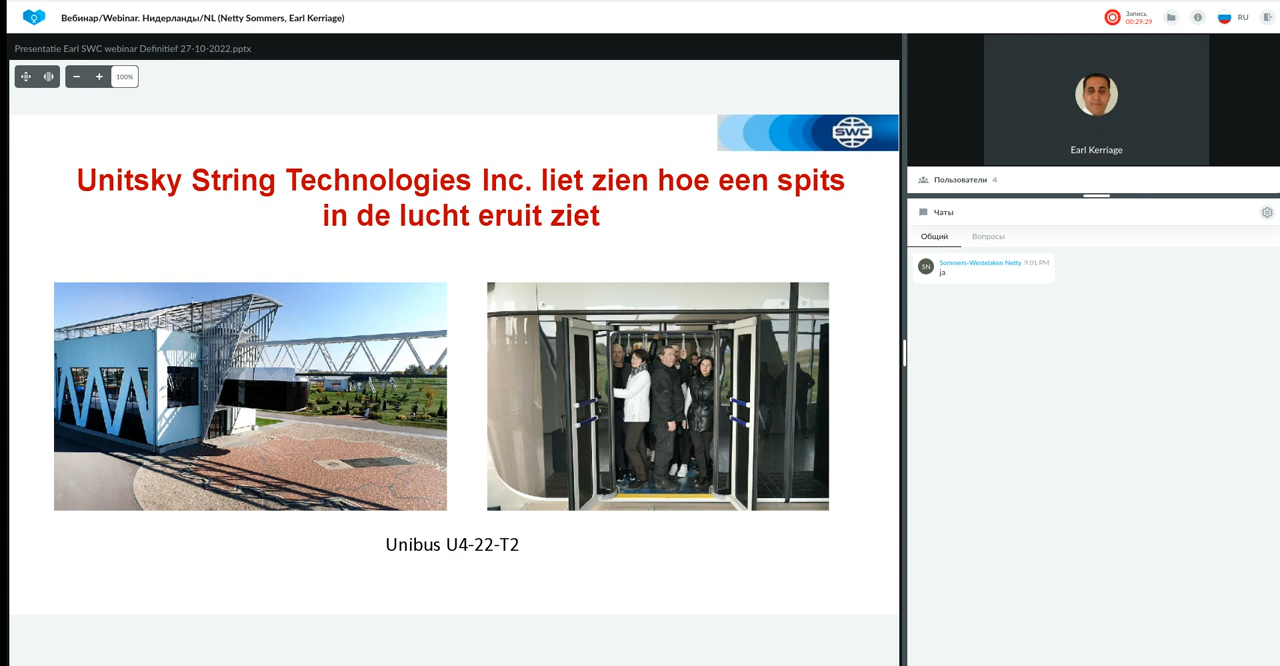 Вебинар/Webinar. Нидерланды/NL (Netty Sommers, Earl Kerriage)
Запись
00:29:29
RU
Presentatie Earl SWC webinar Definitief 27-10-2022.pptx
100%
SWC
Unitsky String Technologies Inc. liet zien hoe een spits
in de lucht eruit ziet
Unibus U4-22-T2
Earl Kerriage
Пользователи 4
Чаты
Общий Вопросы
SN
Sommers-Westelaken Netty 9:01 PM
ja